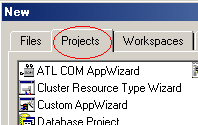 New
Files Projects Workspaces
ATL COM AppWizard
Cluster Resource Type Wizard
Custom AppWizard
Database Project